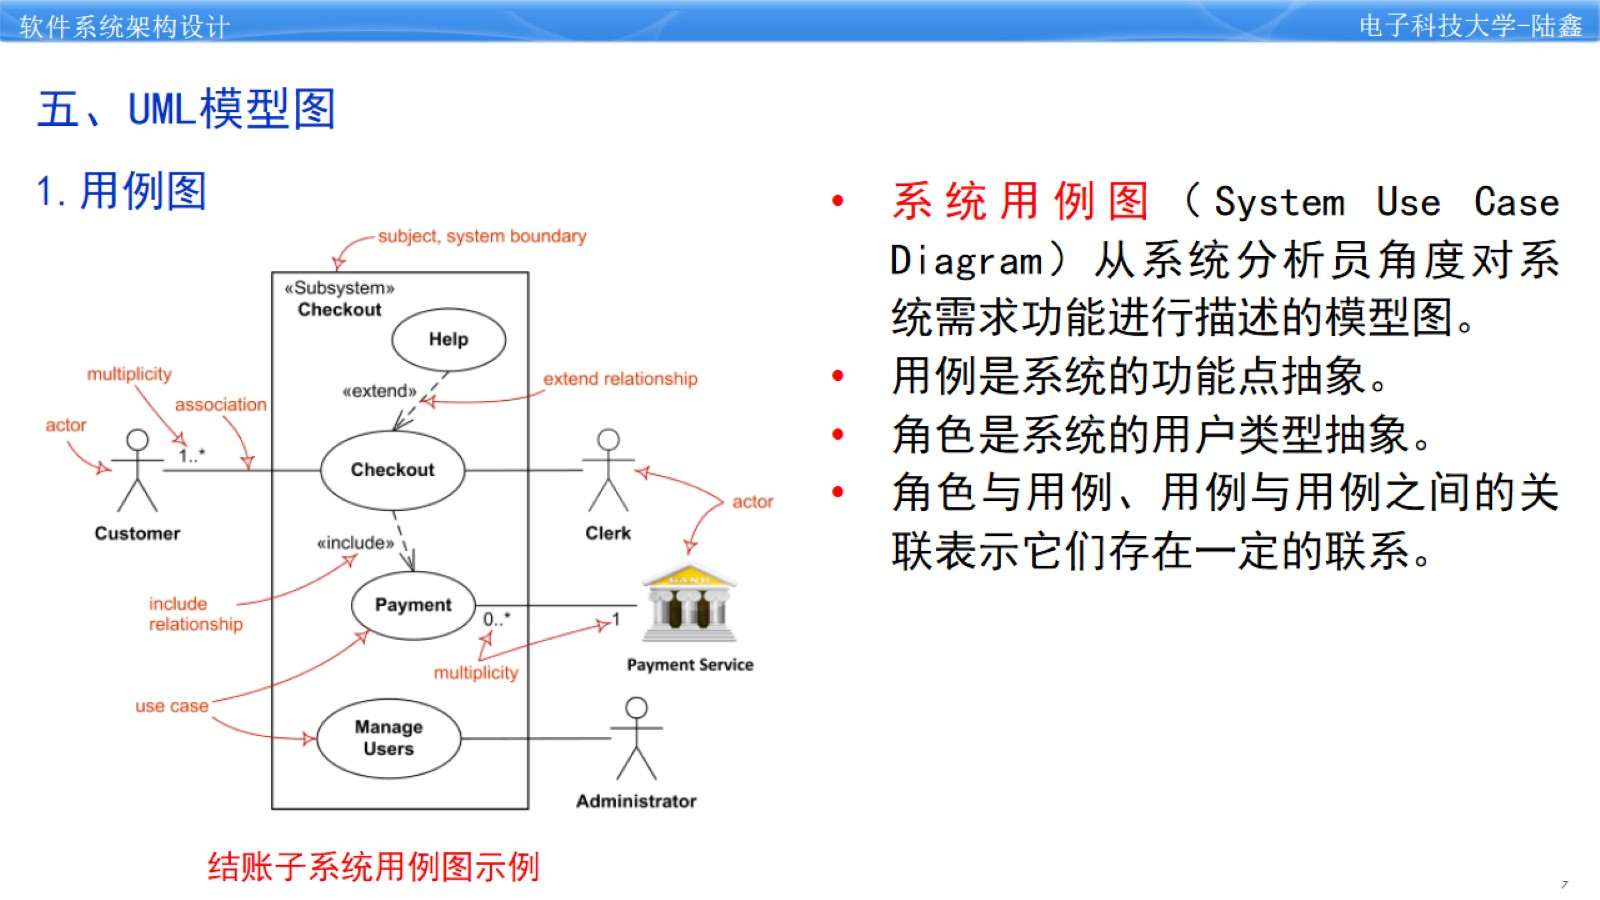 软件系统架构设计
电子科技大学-陆鑫
五、UML模型图
1.用例图
subject, system boundary
«Subsystem»
Checkout
Help
multiplicity
«extend»
extend relationship
association
actor
1..*
Checkout
actor
Customer
Clerk
«include»
BANK
include
relationship
Payment
0..*
1
multiplicity
Payment Service
use case
Manage
Users
Administrator
结账子系统用例图示例
• 系统用例图（System Use Case
Diagram）从系统分析员角度对系
统需求功能进行描述的模型图。
• 用例是系统的功能点抽象。
• 角色是系统的用户类型抽象。
• 角色与用例、用例与用例之间的关
联表示它们存在一定的联系。
7